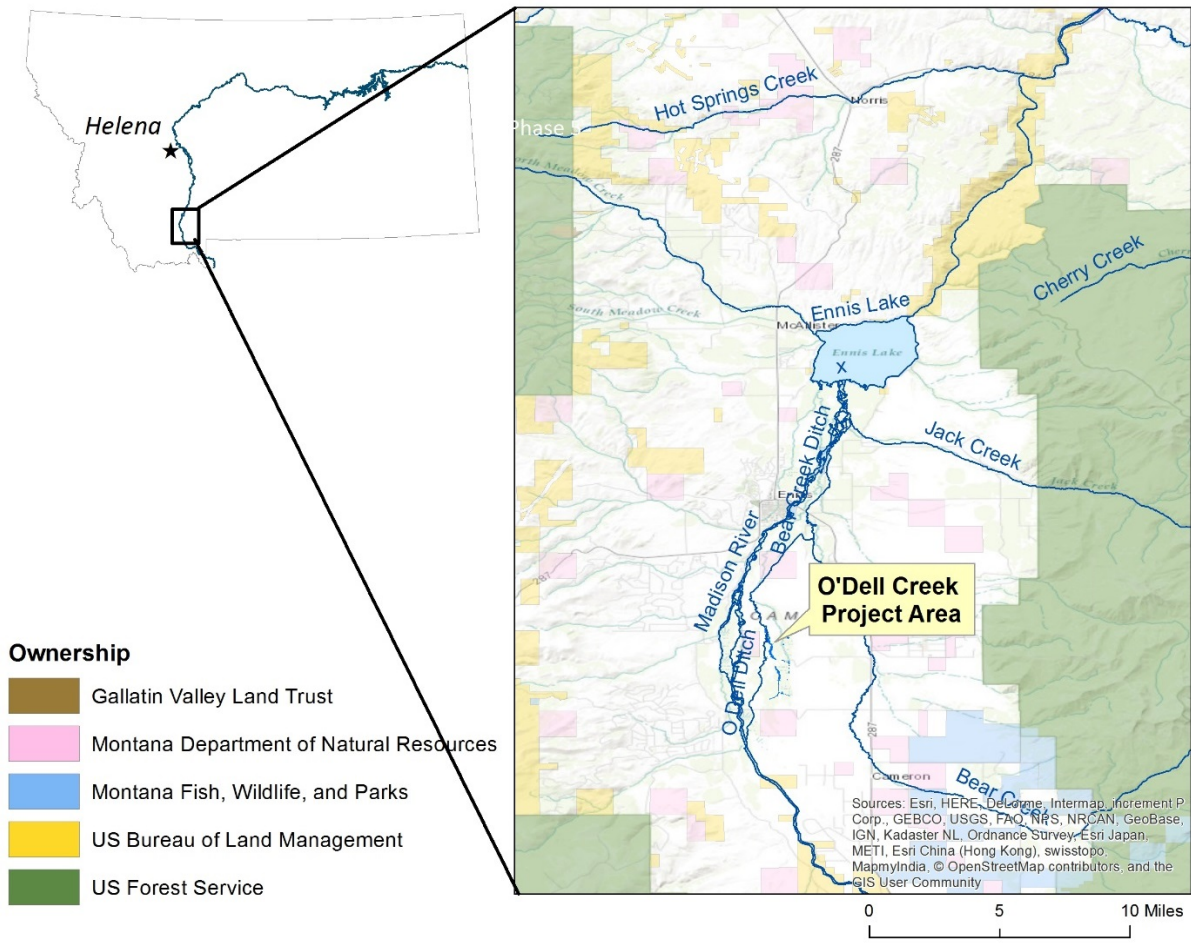 Helena
Hot Springs Creek
Norris
Phase 5
North Meadow Creek
287
Cherry Creek
Ennis Lake
South Meadow Creek
McAllister
Ennis Lake
X
Bear Creek Ditch
Jack Creek
Jack Creek
Ennis
Madison River
287
O'Dell Creek
Project Area
O Dell Ditch
287
Cameron
Bear Creek
Sources: Esri, HERE, DeLorme, Intermap, increment P
Corp., GEBCO, USGS, FAO, NPS, NRCAN, GeoBase,
IGN, Kadaster NL, Ordnance Survey, Esri Japan,
METI, Esri China (Hong Kong), swisstopo,
MapmyIndia, © OpenStreetMap contributors, and the
GIS User Community
Ownership
Gallatin Valley Land Trust
Montana Department of Natural Resources
Montana Fish, Wildlife, and Parks
US Bureau of Land Management
US Forest Service
0 5 10 Miles